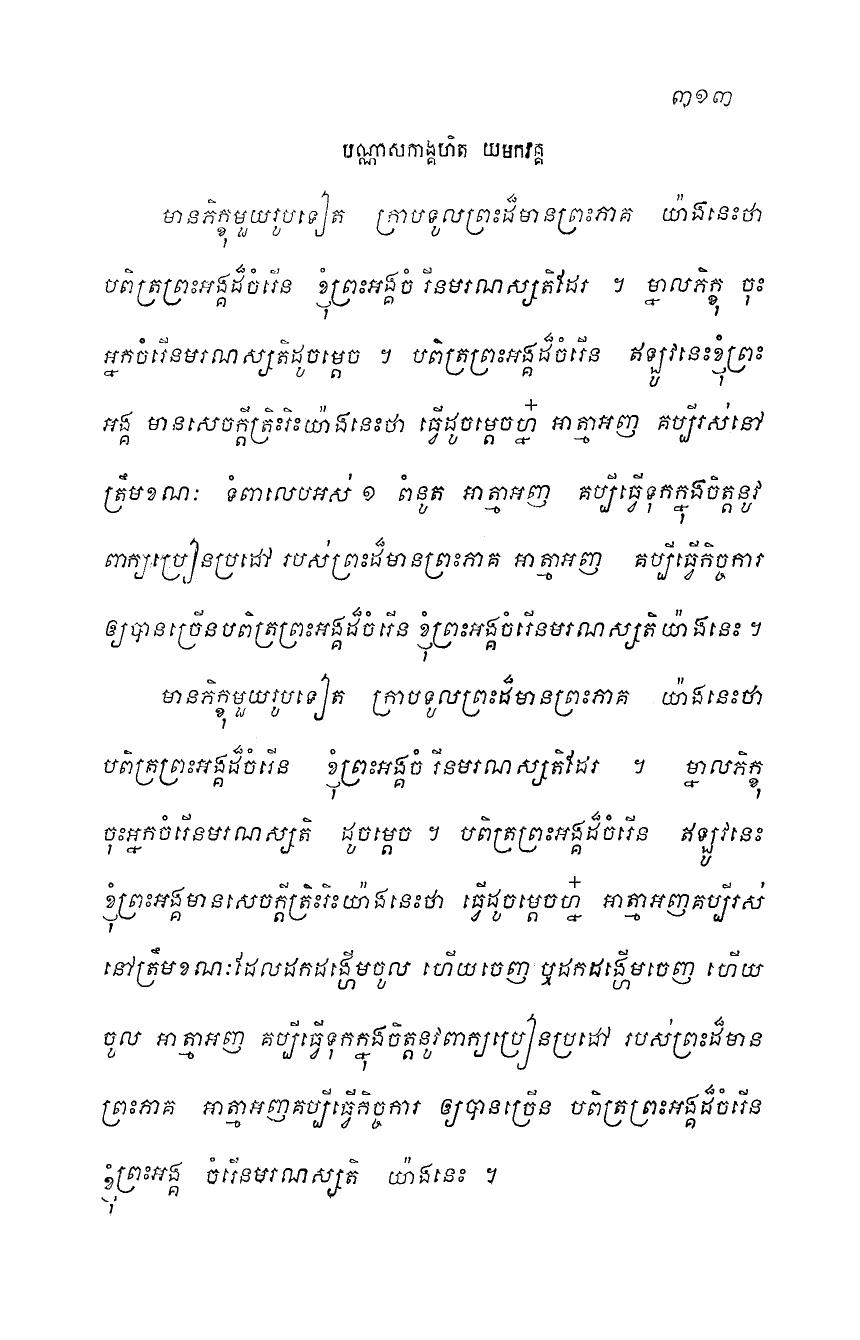 ៣១៣
បណ្ណាសកាង្គហិត យមកវគ្គ
មានភិក្ខុមួយរូបទៀត ក្រាបទូលព្រះដ៏មានព្រះភាគ យ៉ាងនេះថា
បពិត្រព្រះអង្គដ៏ចំរើន ខ្ញុំព្រះអង្គចំ រើនមរណស្សតិដែរ ។ ម្នាលភិក្ខុ ចុះ
អ្នកចំរើនមរណស្សតិដូចម្តេច ។ បពិត្រព្រះអង្គដ៏ចំរើន ឥឡូវនេះខ្ញុំព្រះ
អង្គ មានសេចក្តីត្រិះរិះយ៉ាងនេះថា ធ្វើដូចម្តេចហ្ន៎ អាត្មាអញ គប្បីរស់នៅ
ត្រឹមខណៈ ទំពាលេបអស់ ១ ពំនូត អាត្មាអញ គប្បីធ្វើទុកក្នុងចិត្តនូវ
ពាក្យប្រៀនប្រដៅ របស់ព្រះដ៏មានព្រះភាគ អាត្មាអញ គប្បីធ្វើកិច្ចការ
ឲ្យបានច្រើនបពិត្រព្រះអង្គដ៏ចំរើន ខ្ញុំព្រះអង្គចំរើនមរណស្សតិយ៉ាងនេះ ។
មានភិក្ខុមួយរូបទៀត ក្រាបទូលព្រះដ៏មានព្រះភាគ យ៉ាងនេះថា
បពិត្រព្រះអង្គដ៏ចំរើន ខ្ញុំព្រះអង្គចំ រើនមរណស្សតិដែរ ។ ម្នាលភិក្ខុ
ចុះអ្នកចំរើនមរណស្សតិ ដូចម្តេច ។ បពិត្រព្រះអង្គដ៏ចំរើន ឥឡូវនេះ
ខ្ញុំព្រះអង្គមានសេចក្តីត្រិះរិះយ៉ាងនេះថា ធ្វើដូចម្តេចហ្ន៎ អាត្មាអញគប្បីរស់
នៅត្រឹមខណៈដែលដកដង្ហើមចូល ហើយចេញ ឬដកដង្ហើមចេញ ហើយ
ចូល អាត្មាអញ គប្បីធ្វើទុកក្នុងចិត្តនូវពាក្យប្រៀនប្រដៅ របស់ព្រះដ៏មាន
ព្រះភាគ អាត្មាអញគប្បីធ្វើកិច្ចការ ឲ្យបានច្រើន បពិត្រព្រះអង្គដ៏ចំរើន
ខ្ញុំព្រះអង្គ ចំរើនមរណស្សតិ យ៉ាងនេះ ។